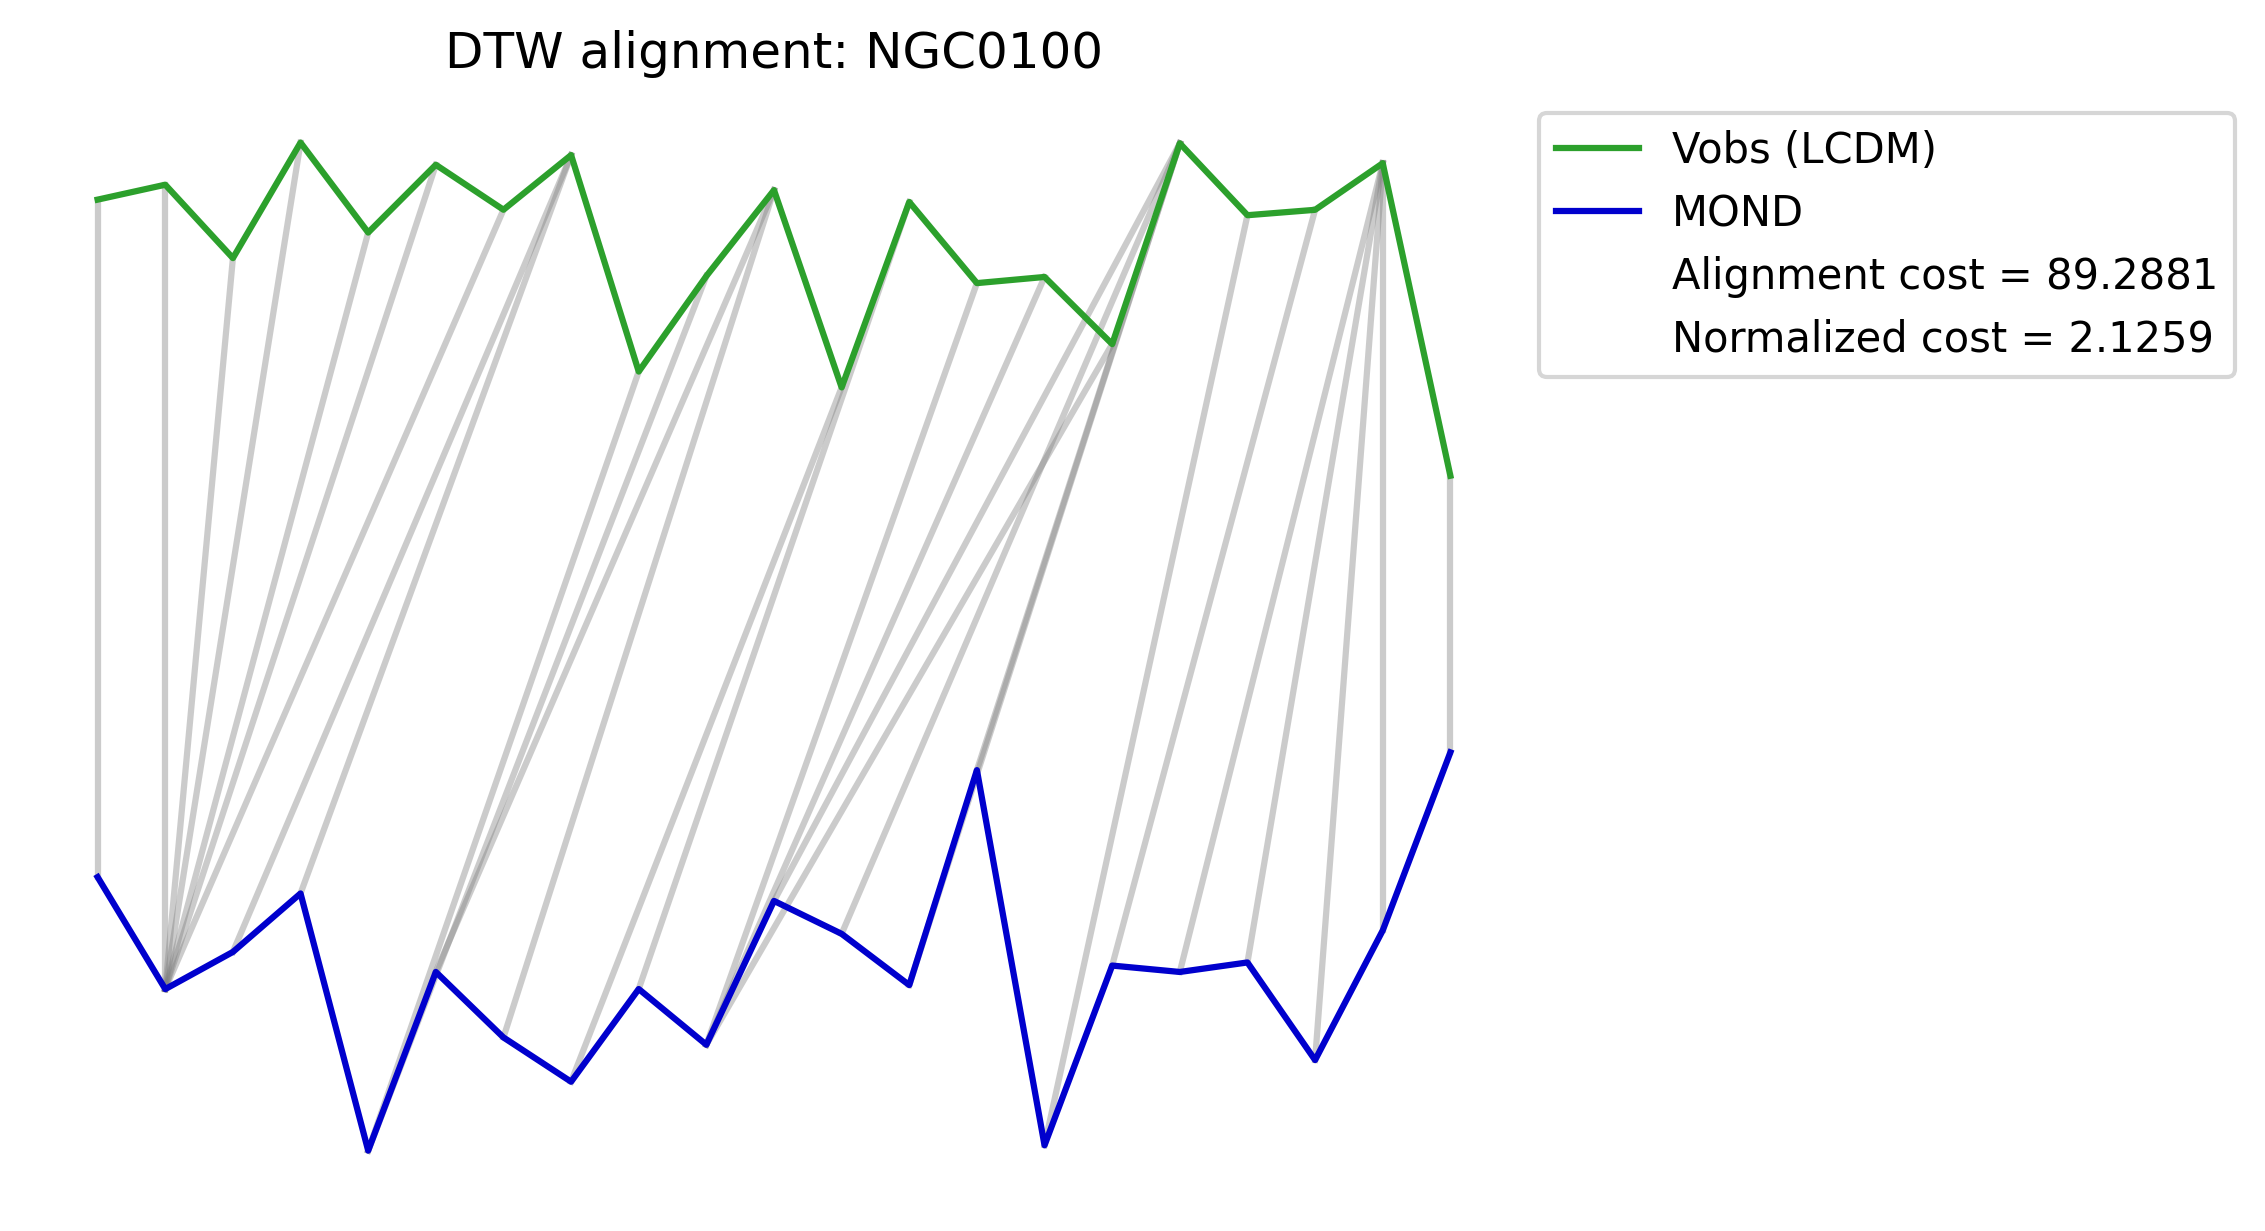 DTW alignment: NGC0100
Vobs (LCDM)
MOND
Alignment cost = 89.2881
Normalized cost = 2.1259